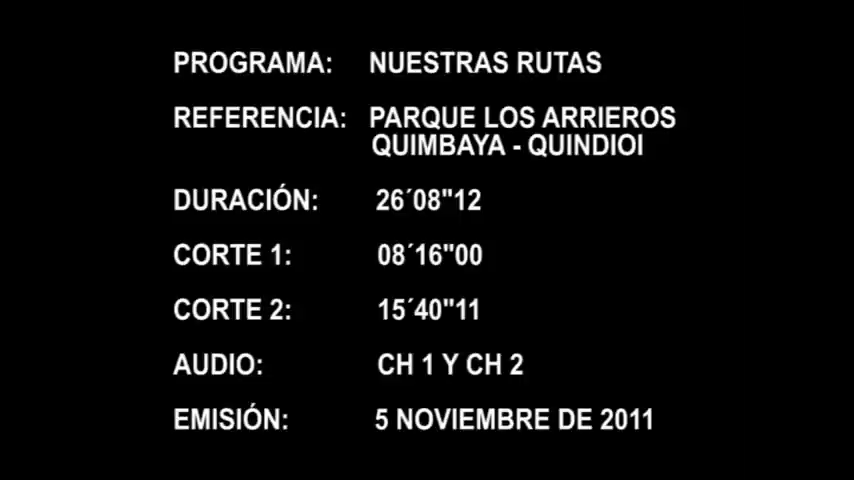 PROGRAMA: NUESTRAS RUTAS
REFERENCIA: PARQUE LOS ARRIEROS
QUIMBAYA - QUINDIOI
DURACIÓN: 26´08"12
CORTE 1: 08´16"00
CORTE 2: 15´40"11
AUDIO: CH 1 Y CH 2
EMISIÓN: 5 NOVIEMBRE DE 2011